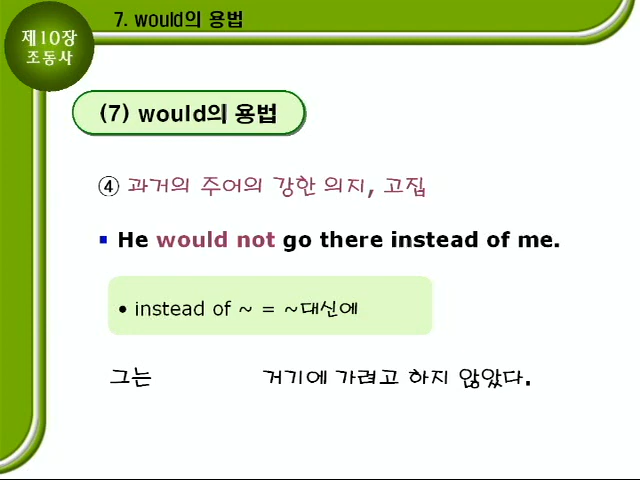 7. would의 용법
제10장
조동사
(7) would의 용법
④ 과거의 주어의 강한 의지, 고집
▪ He would not go there instead of me.
• instead of ~ = ~대신에
그는 거기에 가려고 하지 않았다.